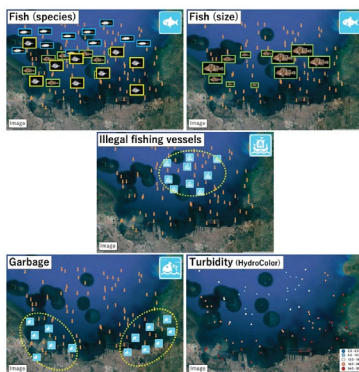 Fish (species)
Image
Fish (size)
Image
Illegal fishing vessels
Image
Garbage
Image
Turbidity (HydroColor)
Image